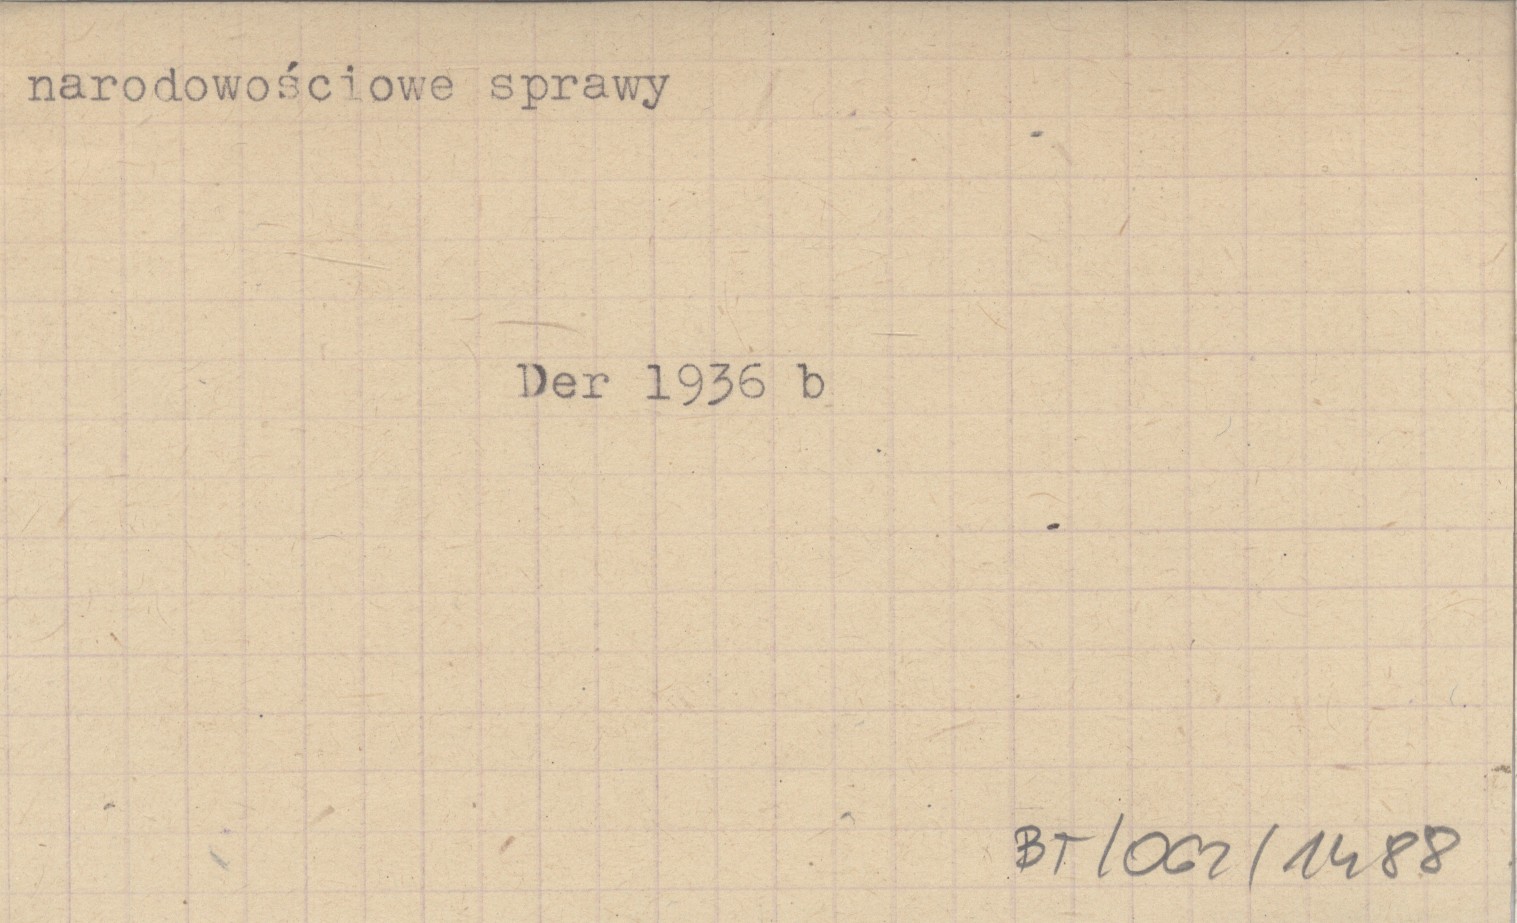 narodowościowe sprawy
Der 1936 b
BT/062/1488